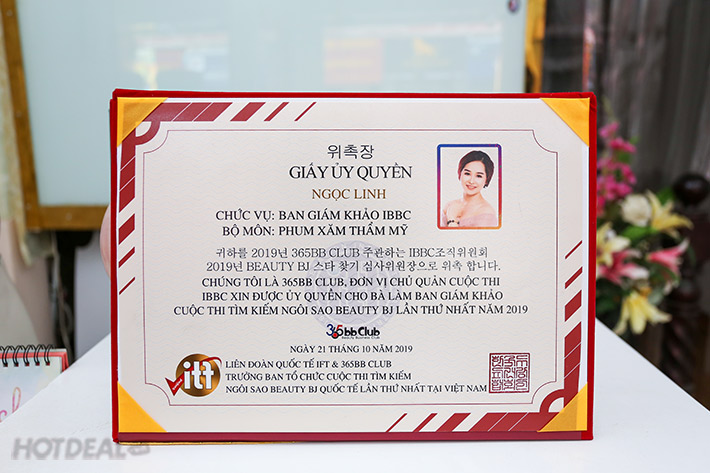 위촉장
GIẤY ỦY QUYỀN
NGỌC LINH
CHỨC VỤ: BAN GIÁM KHẢO IBBC
BỘ MÔN: PHUM XĂM THẨM MỸ
귀하를 2019년 365BB CLUB 주관하는 IBBC조직위원회
2019년 BEAUTY BJ 스타 찾기 심사위원장으로 위촉 합니다.
CHÚNG TÔI LÀ 365BB CLUB, ĐƠN VỊ CHỦ QUẢN CUỘC THI
IBBC XIN ĐƯỢC ỦY QUYỀN CHO BÀ LÀM BAN GIÁM KHẢO
CUỘC THI TÌM KIẾM NGÔI SAO BEAUTY BJ LẦN THỨ NHẤT NĂM 2019
365bb Club
Beauty Business Club
NGÀY 21 THÁNG 10 NĂM 2019
itf
LIÊN ĐOÀN QUỐC TẾ IFT & 365BB CLUB
TRƯỞNG BAN TỔ CHỨC CUỘC THI TÌM KIẾM
NGÔI SAO BEAUTY BJ QUỐC TẾ LẦN THỨ NHẤT TẠI VIỆT NAM
HOTDEAL